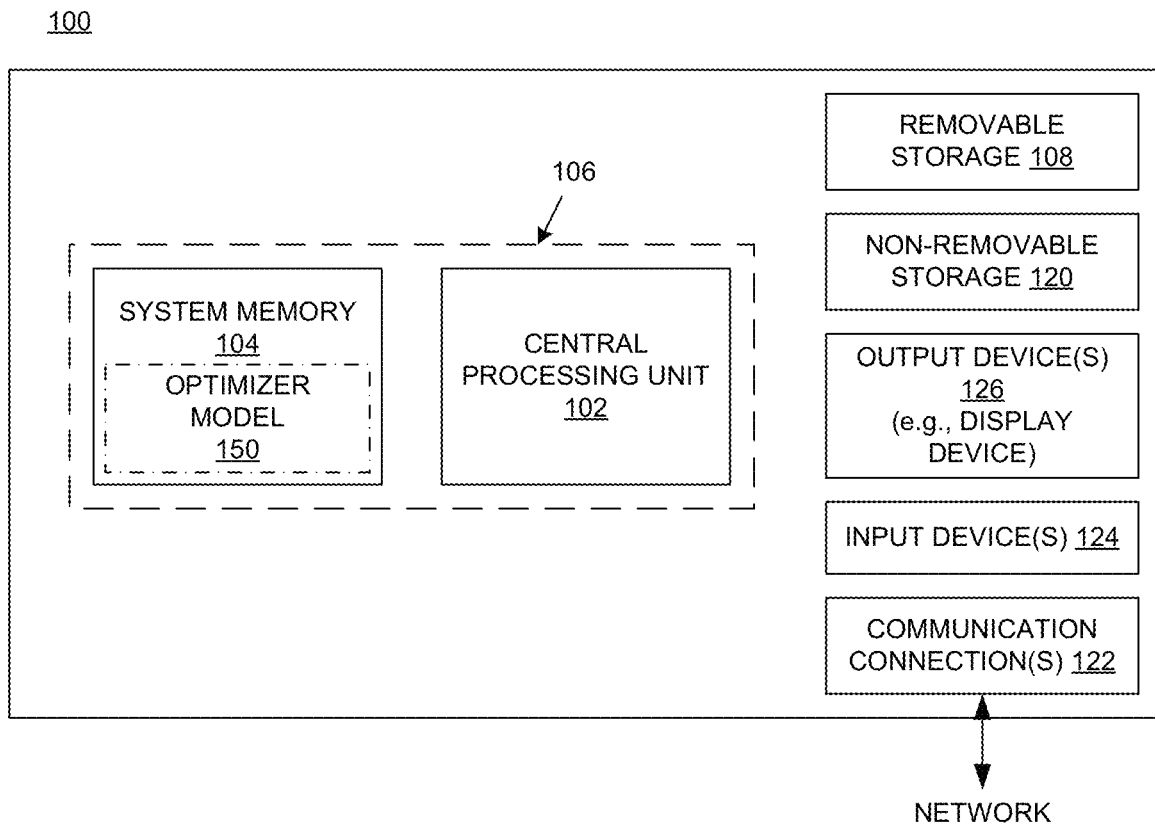 100
106
SYSTEM MEMORY
104
OPTIMIZER
MODEL
150
CENTRAL
PROCESSING UNIT
102
REMOVABLE
STORAGE 108
NON-REMOVABLE
STORAGE 120
OUTPUT DEVICE(S)
126
(e.g., DISPLAY
DEVICE)
INPUT DEVICE(S) 124
COMMUNICATION
CONNECTION(S) 122
NETWORK